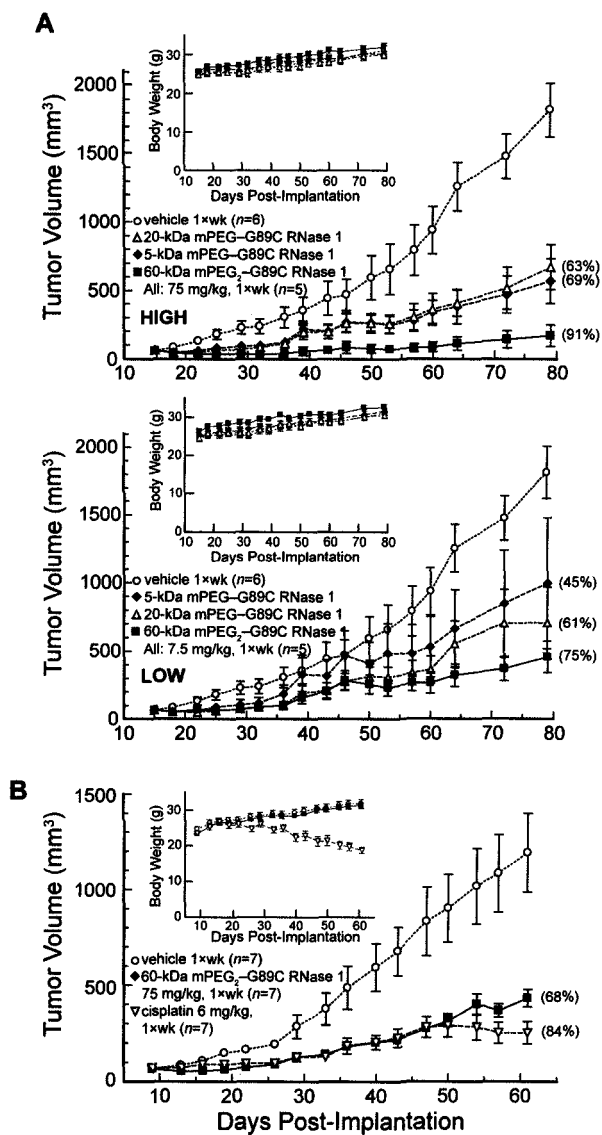 A
Body Weight (g)
30
20
10
0
10 20 30 40 50 60 70 80
Days Post-Implantation
Tumor Volume (mm³)
2000
1500
1000
500
0
vehicle 1×wk (n=6)
20-kDa mPEG–G89C RNase 1
5-kDa mPEG–G89C RNase 1
60-kDa mPEG₂–G89C RNase 1
All: 75 mg/kg, 1×wk (n=5)
HIGH
(63%)
(69%)
(91%)
10 20 30 40 50 60 70 80
Body Weight (g)
30
20
10
0
10 20 30 40 50 60 70 80
Days Post-Implantation
Tumor Volume (mm³)
2000
1500
1000
500
0
vehicle 1×wk (n=6)
5-kDa mPEG–G89C RNase 1
20-kDa mPEG–G89C RNase 1
60-kDa mPEG₂–G89C RNase 1
All: 7.5 mg/kg, 1×wk (n=5)
LOW
(45%)
(61%)
(75%)
10 20 30 40 50 60 70 80
B
Body Weight (g)
30
20
10
0
10 20 30 40 50 60
Days Post-Implantation
Tumor Volume (mm³)
1500
1000
500
0
vehicle 1×wk (n=7)
60-kDa mPEG₂–G89C RNase 1
75 mg/kg, 1×wk (n=7)
cisplatin 6 mg/kg,
1×wk (n=7)
(68%)
(84%)
10 20 30 40 50 60
Days Post-Implantation